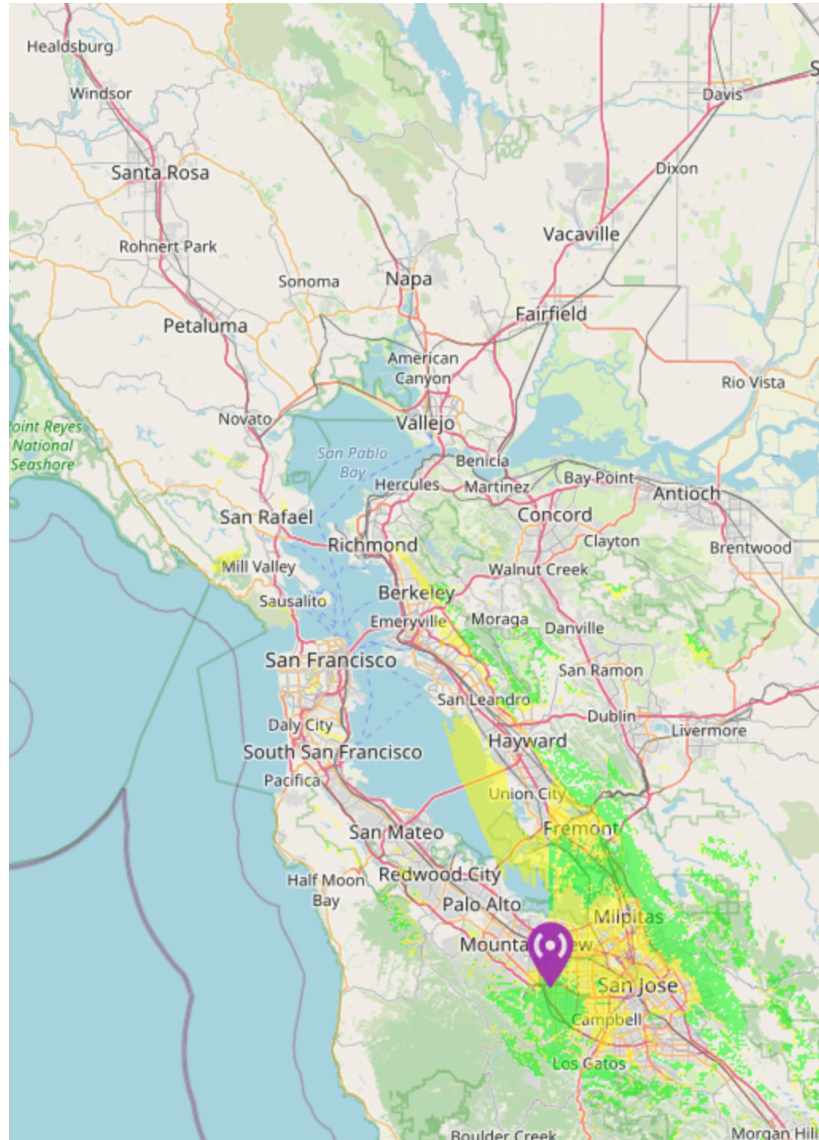 Healdsburg
Windsor
Davis
Santa Rosa
Dixon
Rohnert Park
Vacaville
Sonoma
Napa
Petaluma
Fairfield
American
Canyon
Rio Vista
Novato
Vallejo
Point Reyes
National
Seashore
San Pablo
Bay
Benicia
Hercules
Martinez
Bay Point
Antioch
San Rafael
Concord
Richmond
Clayton
Brentwood
Mill Valley
Walnut Creek
Sausalito
Berkeley
Emeryville
Moraga
Danville
San Francisco
San Ramon
San Leandro
Dublin
Daly City
Livermore
South San Francisco
Hayward
Pacifica
Union City
San Mateo
Fremont
Half Moon
Bay
Redwood City
Palo Alto
Milpitas
Mounta ew
San Jose
Campbell
Los Gatos
Boulder Creek
Morgan Hill